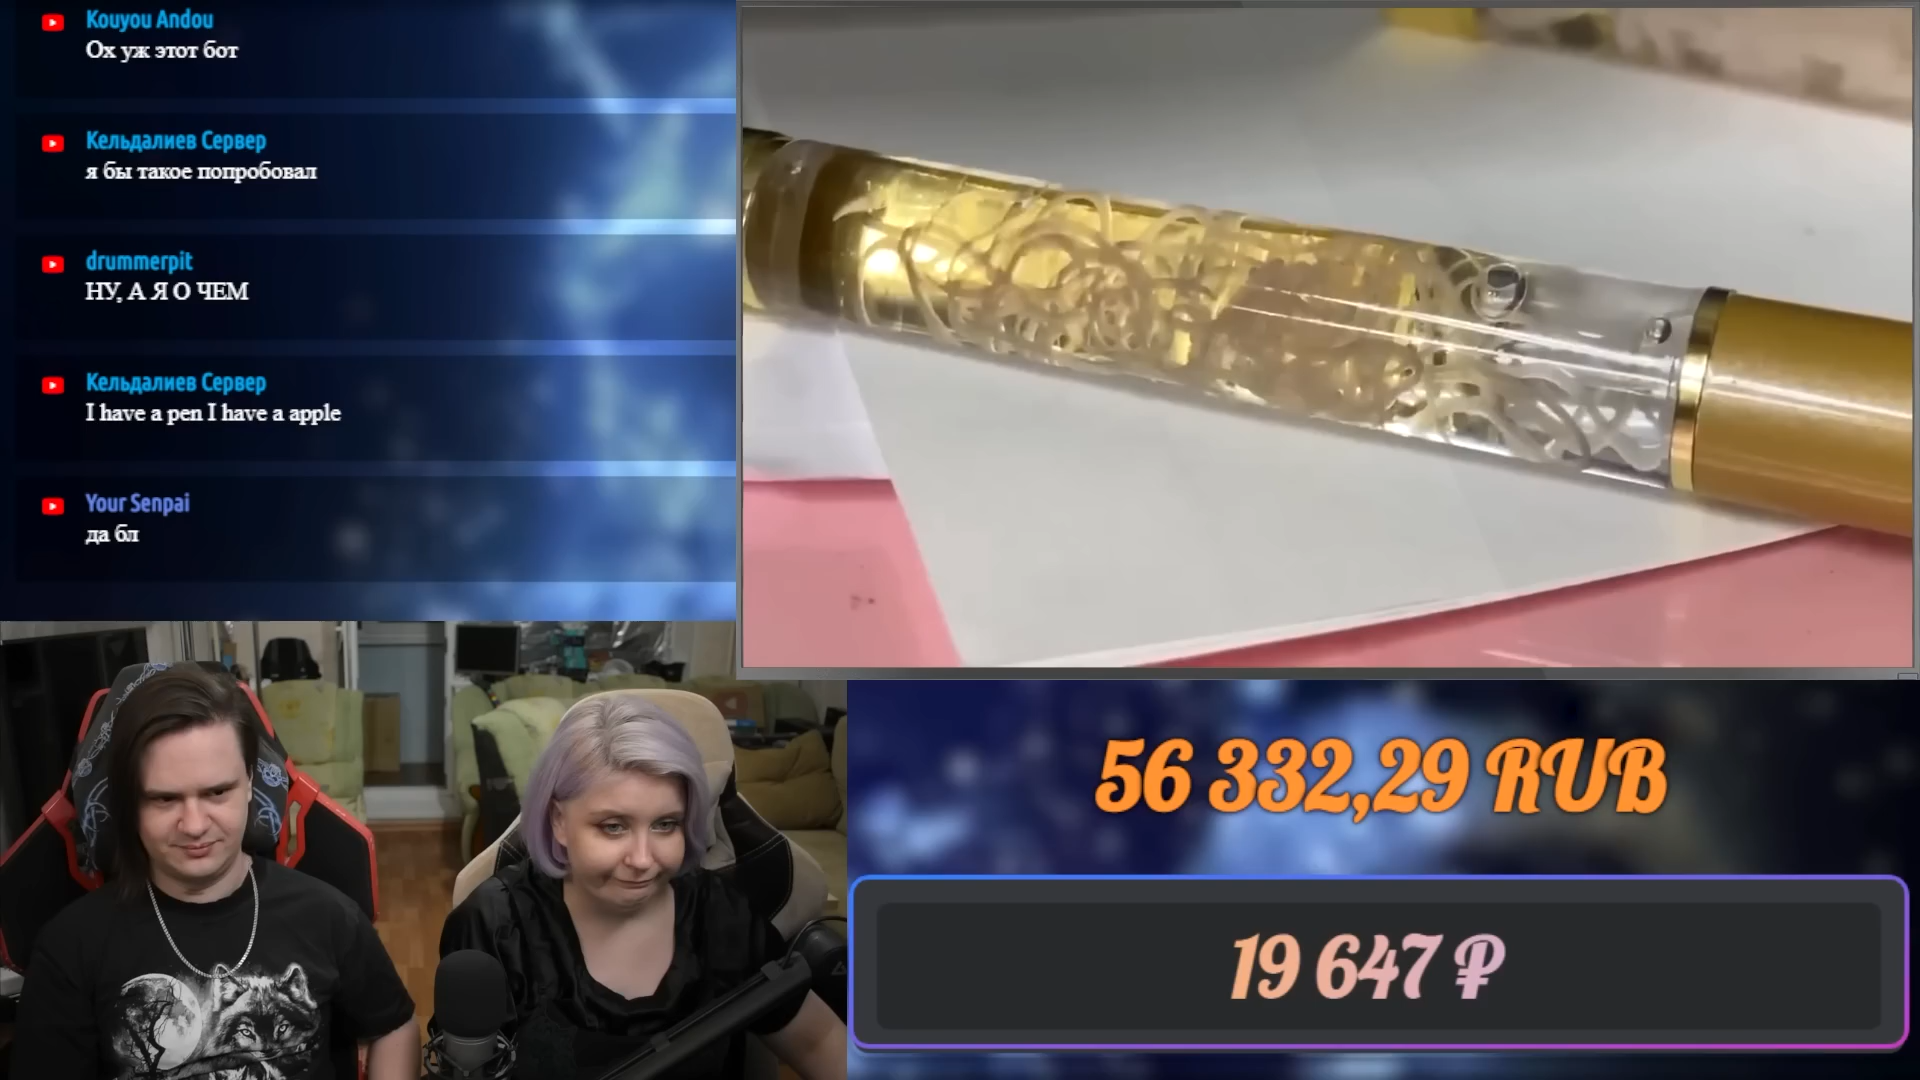 Kouyou Andou
Ох уж этот бот
Кельдалиев Сервер
я бы такое попробовал
drummerpit
НУ, А Я О ЧЕМ
Кельдалиев Сервер
I have a pen I have a apple
Your Senpai
да бл
56 332,29 RUB
19 647 ₽